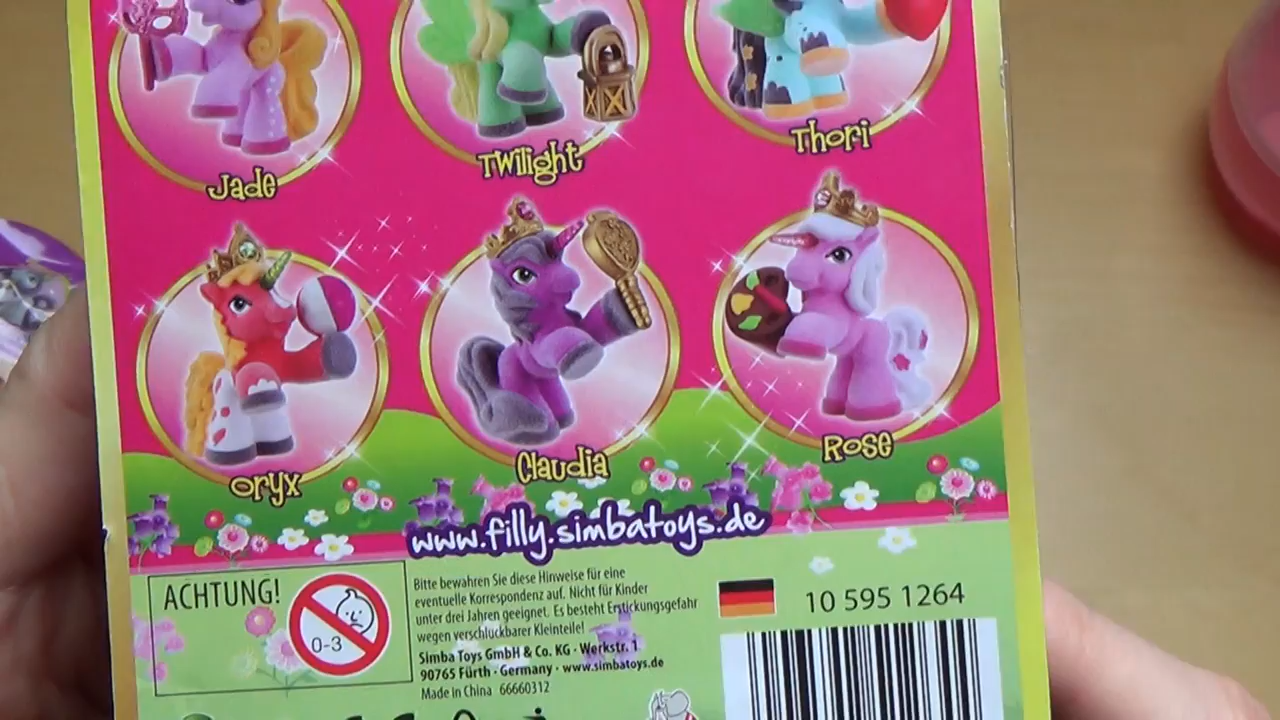 Jade
Twilight
Thori
Oryx
Claudia
Rose
www.filly.simbatoys.de
ACHTUNG!
0-3
Bitte bewahren Sie diese Hinweise für eine
eventuelle Korrespondenz auf. Nicht für Kinder
unter drei Jahren geeignet. Es besteht Erstickungsgefahr
wegen verschluckbarer Kleinteile!
Simba Toys GmbH & Co. KG · Werkstr. 1
90765 Fürth · Germany · www.simbatoys.de
Made in China 66660312
10 595 1264